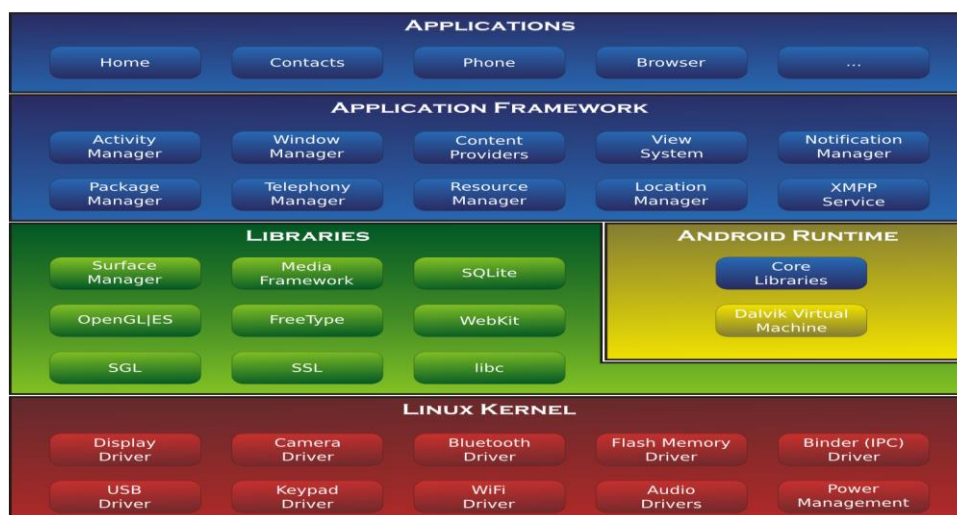 APPLICATIONS
Home
Contacts
Phone
Browser
...
APPLICATION FRAMEWORK
Activity
Manager
Window
Manager
Content
Providers
View
System
Notification
Manager
Package
Manager
Telephony
Manager
Resource
Manager
Location
Manager
XMPP
Service
LIBRARIES
Surface
Manager
Media
Framework
SQLite
OpenGL|ES
FreeType
WebKit
SGL
SSL
libc
ANDROID RUNTIME
Core
Libraries
Dalvik Virtual
Machine
LINUX KERNEL
Display
Driver
Camera
Driver
Bluetooth
Driver
Flash Memory
Driver
Binder (IPC)
Driver
USB
Driver
Keypad
Driver
WiFi
Driver
Audio
Drivers
Power
Management